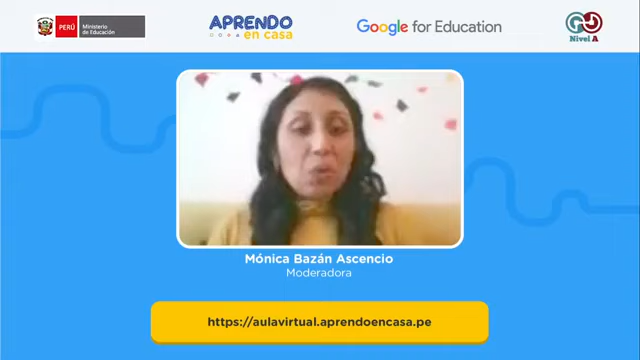 PERÚ
Ministerio
de Educación
APRENDO
en casa
Google for Education
Nivel A
Mónica Bazán Ascencio
Moderadora
https://aulavirtual.aprendoencasa.pe